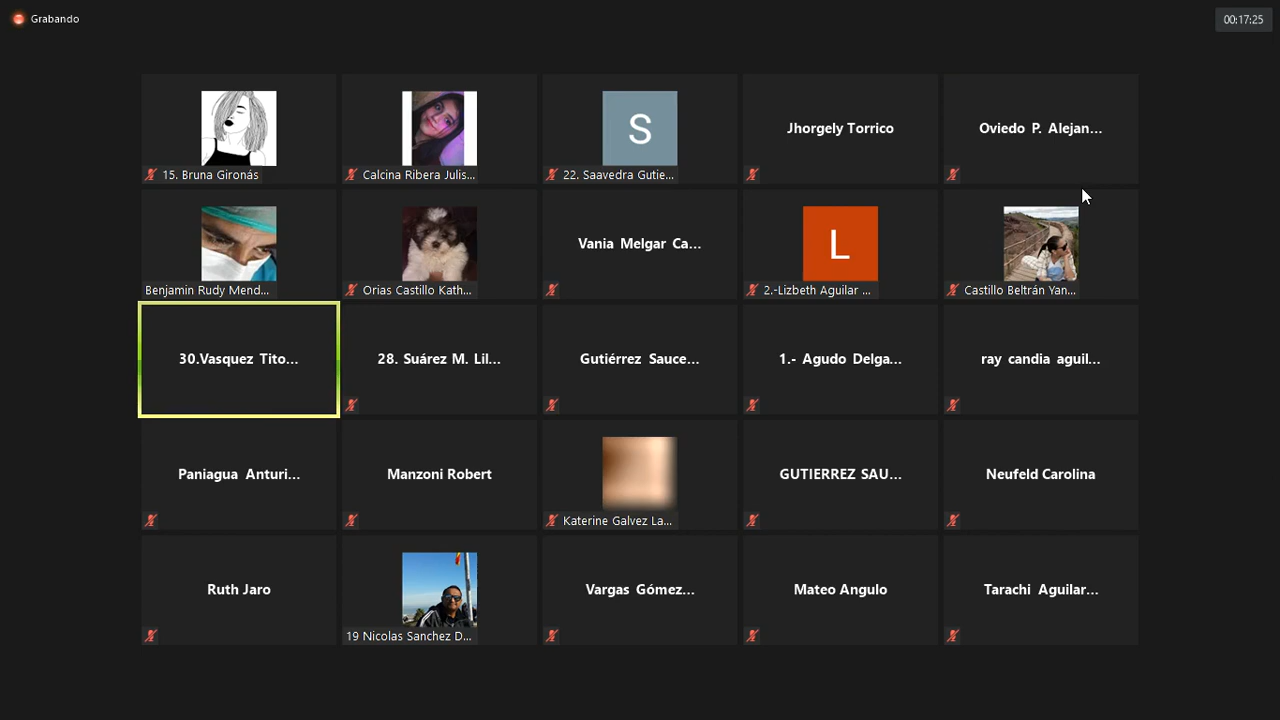 Grabando
00:17:25
15. Bruna Gironás
Calcina Ribera Julis...
S
22. Saavedra Gutie...
Jhorgely Torrico
Oviedo P. Alejan...
Benjamin Rudy Mend...
Orias Castillo Kath...
Vania Melgar Ca...
L
2.-Lizbeth Aguilar ...
Castillo Beltrán Yan...
30.Vasquez Tito...
28. Suárez M. Lil...
Gutiérrez Sauce...
1.- Agudo Delga...
ray candia aguil...
Paniagua Anturi...
Manzoni Robert
Katerine Galvez La...
GUTIERREZ SAU...
Neufeld Carolina
Ruth Jaro
19 Nicolas Sanchez D...
Vargas Gómez...
Mateo Angulo
Tarachi Aguilar...